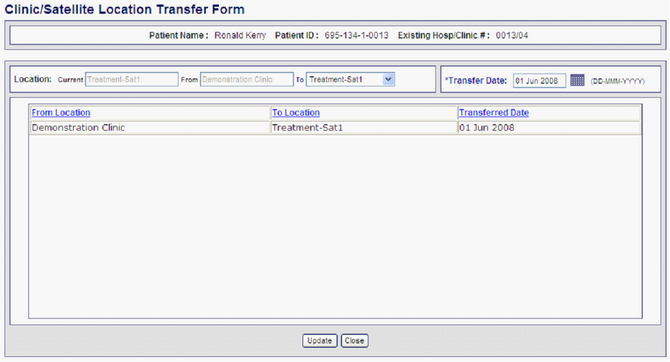 Clinic/Satellite Location Transfer Form
Patient Name : Ronald Kerry Patient ID : 695-134-1-0013 Existing Hosp/Clinic # : 0013/04
Location: Current Treatment-Sat1 From Demonstration Clinic To Treatment-Sat1 *Transfer Date: 01 Jun 2008 (DD-MMM-YYYY)
From Location To Location Transferred Date
Demonstration Clinic Treatment-Sat1 01 Jun 2008
Update Close